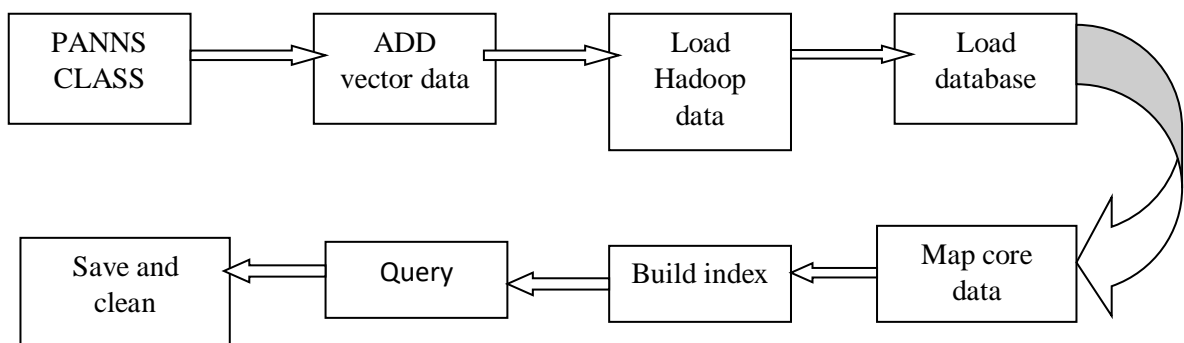 PANNS
CLASS
ADD
vector data
Load
Hadoop
data
Load
database
Map core
data
Build index
Query
Save and
clean